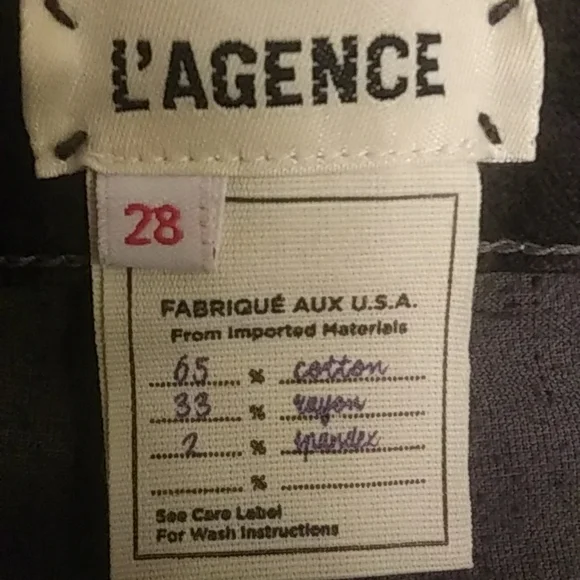 L'AGENCE
28
FABRIQUÉ AUX U.S.A.
From Imported Materials
65 % cotton
33 % rayon
2 % spandex
%
See Care Label
For Wash Instructions